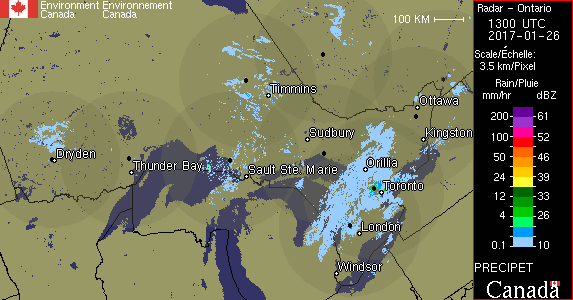 Environment Environnement
Canada Canada
100 KM
Timmins
Ottawa
Sudbury
Kingston
Dryden
Thunder Bay
Sault Ste. Marie
Orillia
Toronto
London
Windsor
Radar - Ontario
1300 UTC
2017-01-26
Scale/Échelle:
3.5 km/Pixel
Rain/Pluie
mm/hr dBZ
200 61
100 52
50 46
24 39
12 33
4 26
0.1 10
PRECIPET
Canada